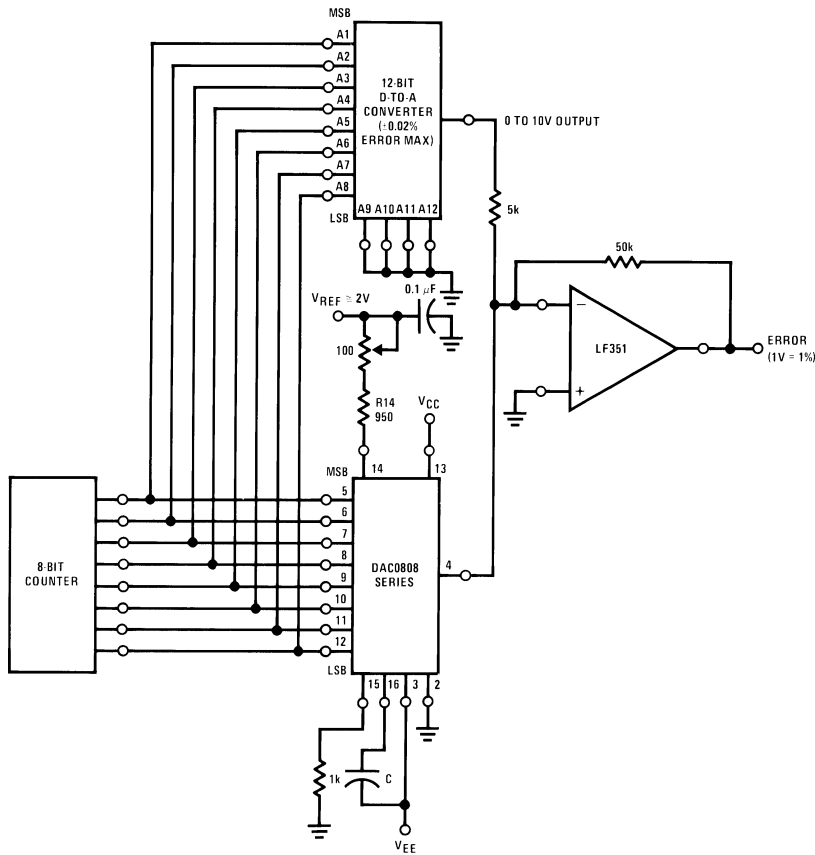 MSB
A1
A2
A3
A4
A5
A6
A7
A8
LSB
12-BIT
D-TO-A
CONVERTER
(±0.02%
ERROR MAX)
A9 A10 A11 A12
0 TO 10V OUTPUT
5k
50k
0.1 μF
VREF ≅ 2V
100
R14
950
VCC
−
+
LF351
ERROR
(1V = 1%)
MSB
14
13
5
6
7
8
9
10
11
12
LSB
8-BIT
COUNTER
DAC0808
SERIES
4
15
16
3
2
1k
C
VEE